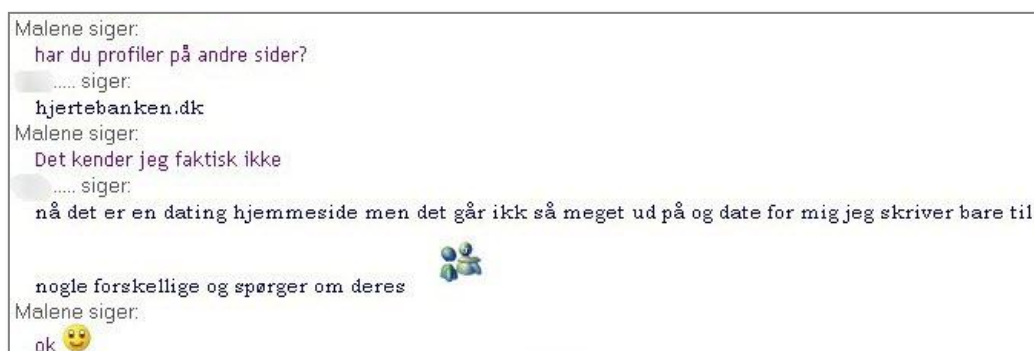 Malene siger:
har du profiler på andre sider?
..... siger:
hjertebanken.dk
Malene siger:
Det kender jeg faktisk ikke
..... siger:
nå det er en dating hjemmeside men det går ikk så meget ud på og date for mig jeg skriver bare til
nogle forskellige og spørger om deres
Malene siger:
ok